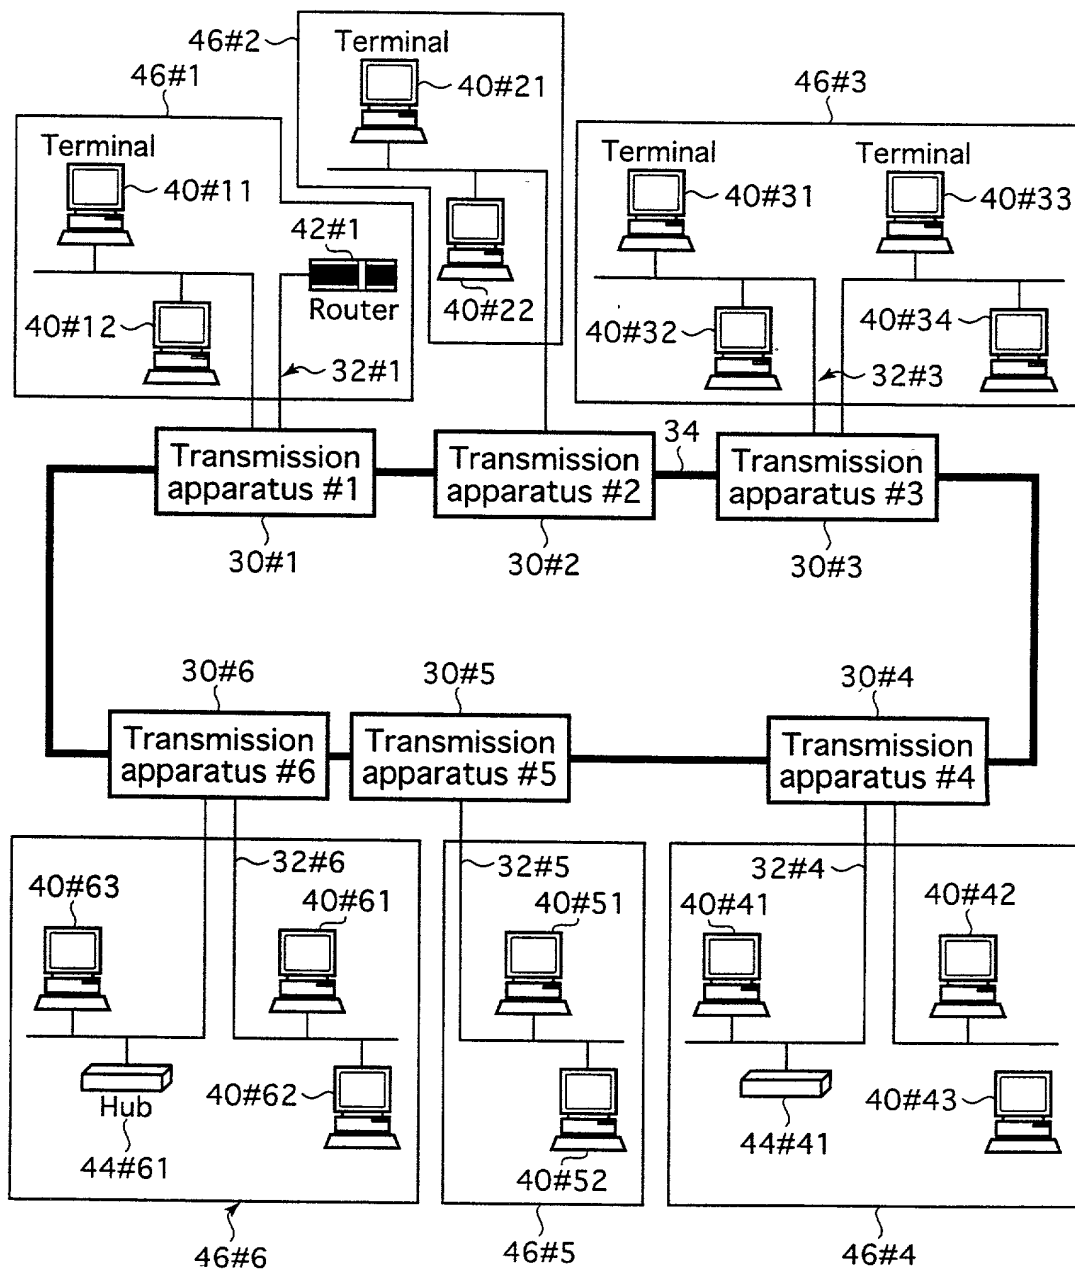 46#2
Terminal
40#21
46#1
46#3
Terminal
40#11
Terminal
40#31
Terminal
40#33
42#1
Router
40#22
40#12
40#32
40#34
32#1
32#3
34
Transmission
apparatus #1
Transmission
apparatus #2
Transmission
apparatus #3
30#1
30#2
30#3
30#6
30#5
30#4
Transmission
apparatus #6
Transmission
apparatus #5
Transmission
apparatus #4
32#6
32#5
32#4
40#63
40#61
40#51
40#41
40#42
Hub
40#62
40#43
44#61
40#52
44#41
46#6
46#5
46#4